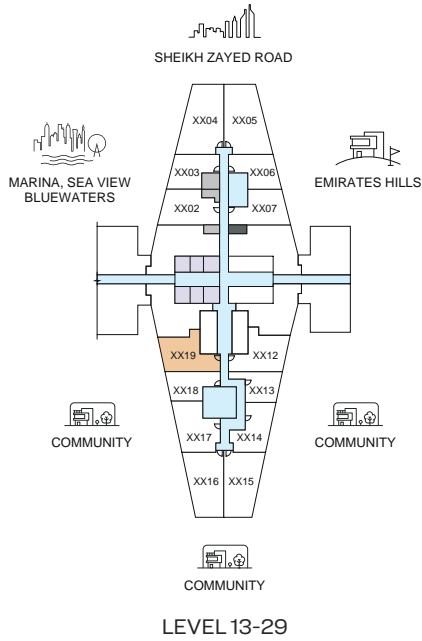 SHEIKH ZAYED ROAD
XX04 XX05
MARINA, SEA VIEW
BLUEWATERS
EMIRATES HILLS
XX03 XX06
XX02 XX07
XX19 XX12
XX18 XX13
XX17 XX14
COMMUNITY
COMMUNITY
XX16 XX15
COMMUNITY
LEVEL 13-29